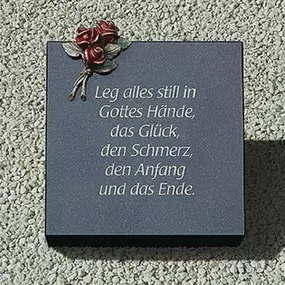 Leg alles still in
Gottes Hände,
das Glück,
den Schmerz,
den Anfang
und das Ende.